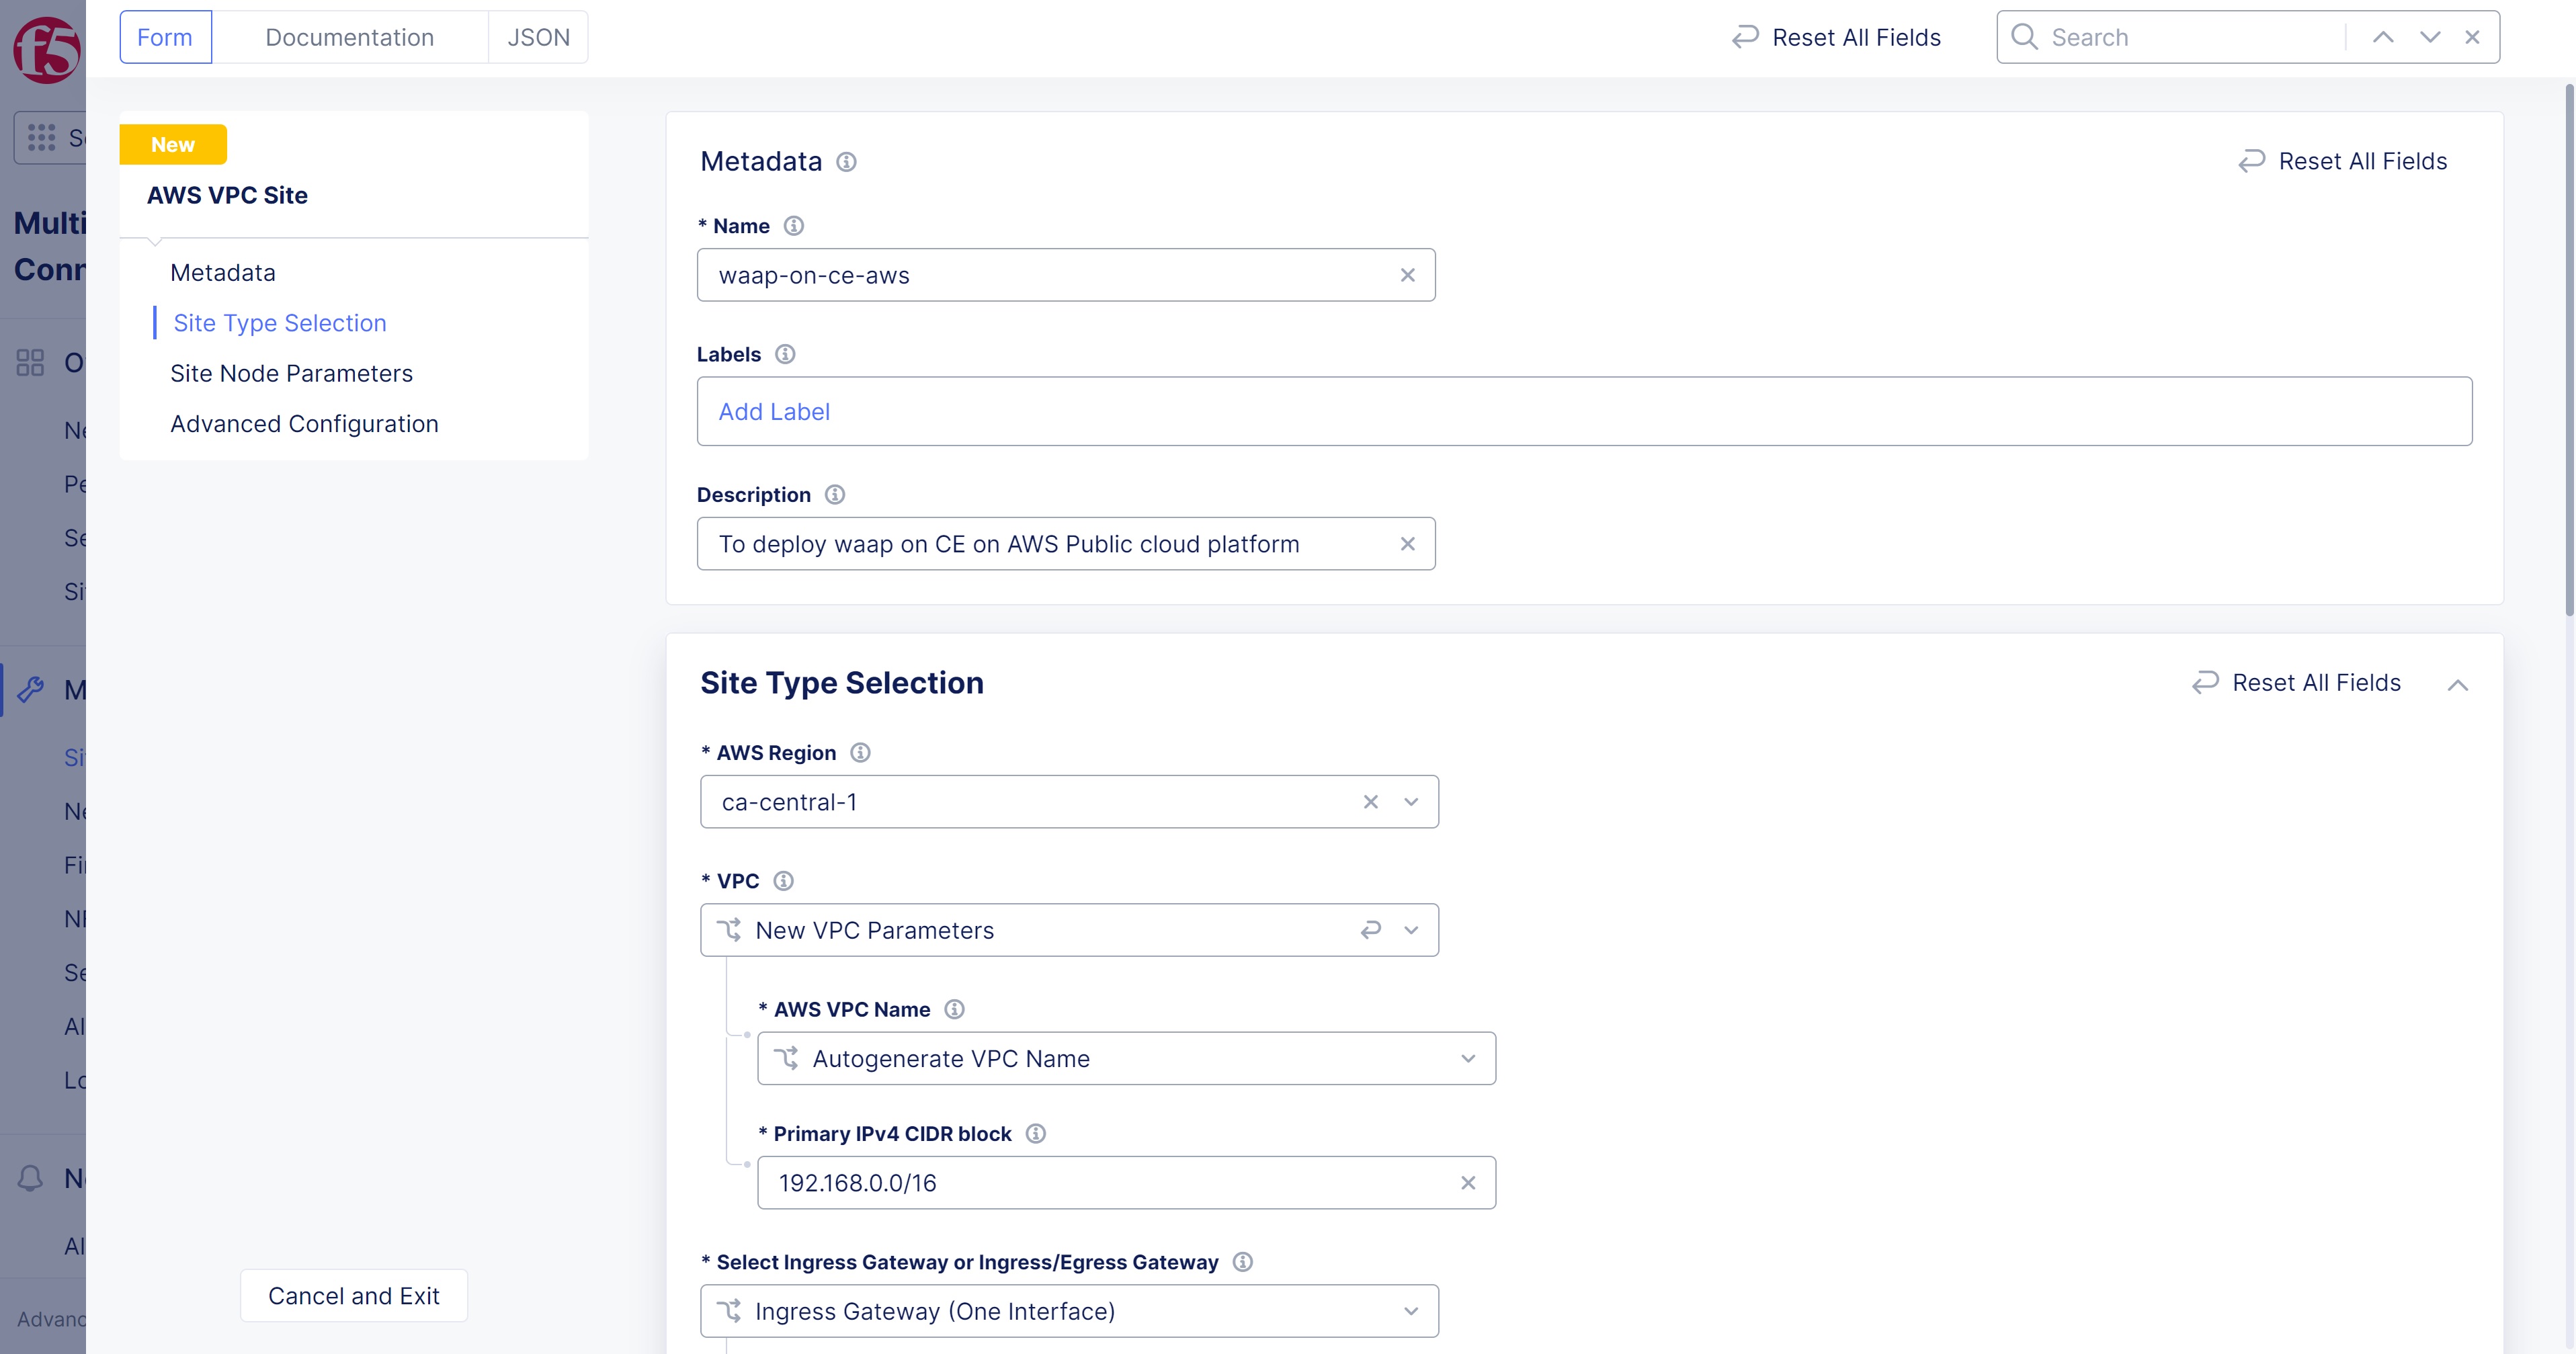 f5
Form
Documentation
JSON
Reset All Fields
Search
New
AWS VPC Site
Metadata
Site Type Selection
Site Node Parameters
Advanced Configuration
Cancel and Exit
Metadata
Reset All Fields
* Name
waap-on-ce-aws
Labels
Add Label
Description
To deploy waap on CE on AWS Public cloud platform
Site Type Selection
Reset All Fields
* AWS Region
ca-central-1
* VPC
New VPC Parameters
* AWS VPC Name
Autogenerate VPC Name
* Primary IPv4 CIDR block
192.168.0.0/16
* Select Ingress Gateway or Ingress/Egress Gateway
Ingress Gateway (One Interface)